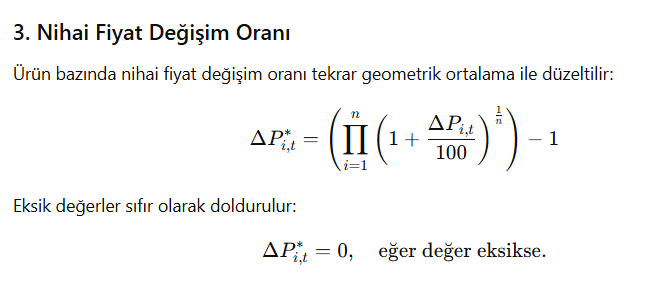 3. Nihai Fiyat Değişim Oranı
Ürün bazında nihai fiyat değişim oranı tekrar geometrik ortalama ile düzeltilir:
ΔP*_{i,t} = (∏_{i=1}^{n} (1 + ΔP_{i,t}/100)^{1/n}) − 1
Eksik değerler sıfır olarak doldurulur:
ΔP*_{i,t} = 0, eğer değer eksikse.